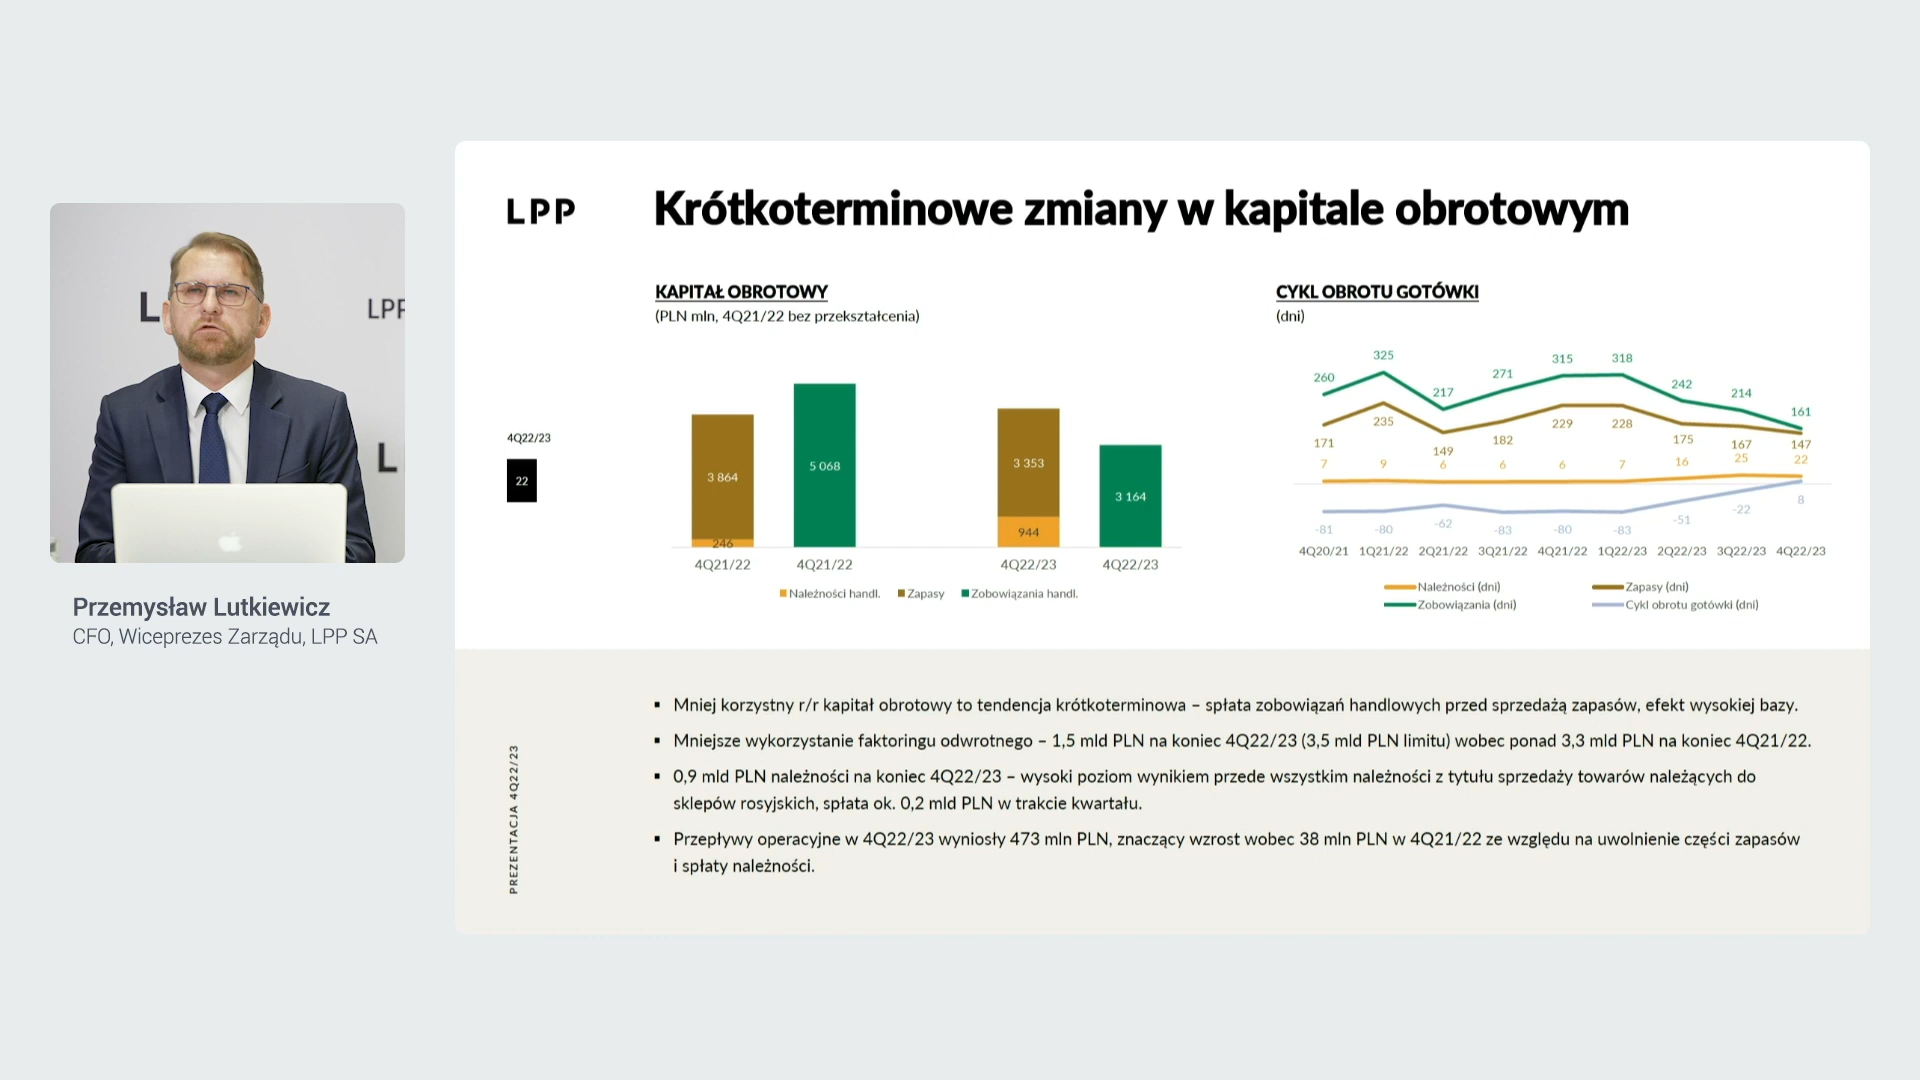 L
LPP
L
Przemysław Lutkiewicz
CFO, Wiceprezes Zarządu, LPP SA
LPP
Krótkoterminowe zmiany w kapitale obrotowym
4Q22/23
22
KAPITAŁ OBROTOWY
(PLN mln, 4Q21/22 bez przekształcenia)
3 864
246
5 068
3 353
944
3 164
4Q21/22 4Q21/22 4Q22/23 4Q22/23
Należności handl. Zapasy Zobowiązania handl.
CYKL OBROTU GOTÓWKI
(dni)
260 325 217 271 315 318 242 214 161
171 235 149 182 229 228 175 167 147
7 9 6 6 6 7 16 25 22
-81 -80 -62 -83 -80 -83 -51 -22 8
4Q20/21 1Q21/22 2Q21/22 3Q21/22 4Q21/22 1Q22/23 2Q22/23 3Q22/23 4Q22/23
Należności (dni) Zapasy (dni)
Zobowiązania (dni) Cykl obrotu gotówki (dni)
PREZENTACJA 4Q22/23
▪ Mniej korzystny r/r kapitał obrotowy to tendencja krótkoterminowa – spłata zobowiązań handlowych przed sprzedażą zapasów, efekt wysokiej bazy.
▪ Mniejsze wykorzystanie faktoringu odwrotnego – 1,5 mld PLN na koniec 4Q22/23 (3,5 mld PLN limitu) wobec ponad 3,3 mld PLN na koniec 4Q21/22.
▪ 0,9 mld PLN należności na koniec 4Q22/23 – wysoki poziom wynikiem przede wszystkim należności z tytułu sprzedaży towarów należących do
sklepów rosyjskich, spłata ok. 0,2 mld PLN w trakcie kwartału.
▪ Przepływy operacyjne w 4Q22/23 wyniosły 473 mln PLN, znaczący wzrost wobec 38 mln PLN w 4Q21/22 ze względu na uwolnienie części zapasów
i spłaty należności.